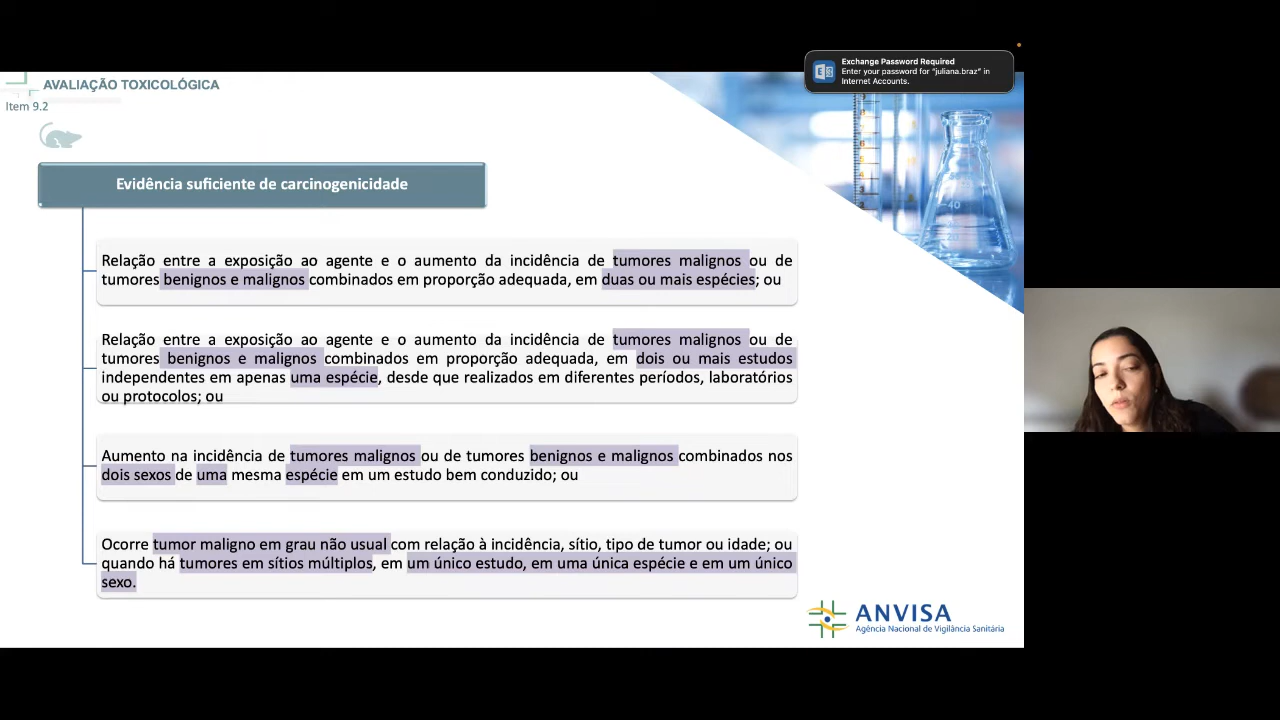 AVALIAÇÃO TOXICOLÓGICA
Item 9.2
Exchange Password Required
Enter your password for "juliana.braz" in
Internet Accounts.
Evidência suficiente de carcinogenicidade
Relação entre a exposição ao agente e o aumento da incidência de tumores malignos ou de
tumores benignos e malignos combinados em proporção adequada, em duas ou mais espécies; ou
Relação entre a exposição ao agente e o aumento da incidência de tumores malignos ou de
tumores benignos e malignos combinados em proporção adequada, em dois ou mais estudos
independentes em apenas uma espécie, desde que realizados em diferentes períodos, laboratórios
ou protocolos; ou
Aumento na incidência de tumores malignos ou de tumores benignos e malignos combinados nos
dois sexos de uma mesma espécie em um estudo bem conduzido; ou
Ocorre tumor maligno em grau não usual com relação à incidência, sítio, tipo de tumor ou idade; ou
quando há tumores em sítios múltiplos, em um único estudo, em uma única espécie e em um único
sexo.
ANVISA
Agência Nacional de Vigilância Sanitária